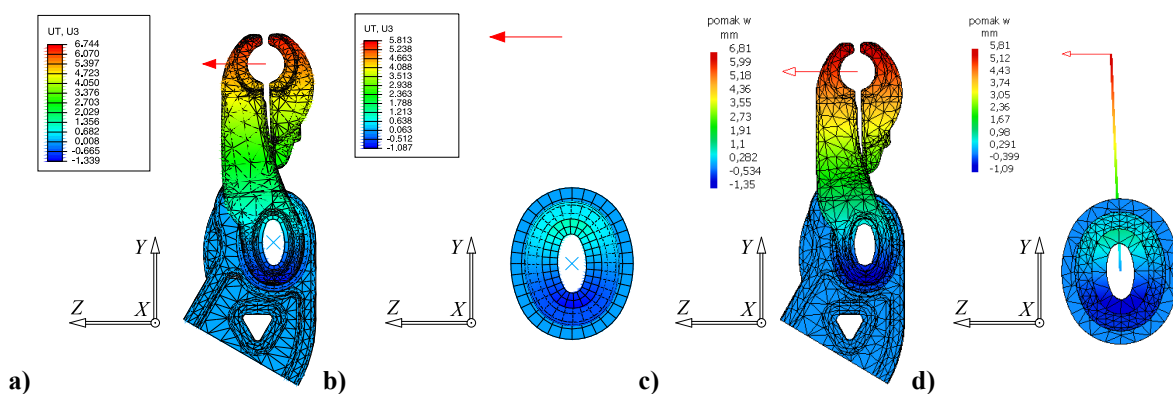 UT, U3
6.744
6.070
5.397
4.723
4.050
3.376
2.703
2.029
1.356
0.682
0.008
-0.665
-1.339
Y
Z
X
a)
UT, U3
5.813
5.238
4.663
4.088
3.513
2.938
2.363
1.788
1.213
0.638
0.063
-0.512
-1.087
Y
Z
X
b)
pomak w
mm
6,81
5,99
5,18
4,36
3,55
2,73
1,91
1,1
0,282
-0,534
-1,35
Y
Z
X
c)
pomak w
mm
5,81
5,12
4,43
3,74
3,05
2,36
1,67
0,98
0,291
-0,399
-1,09
Y
Z
X
d)